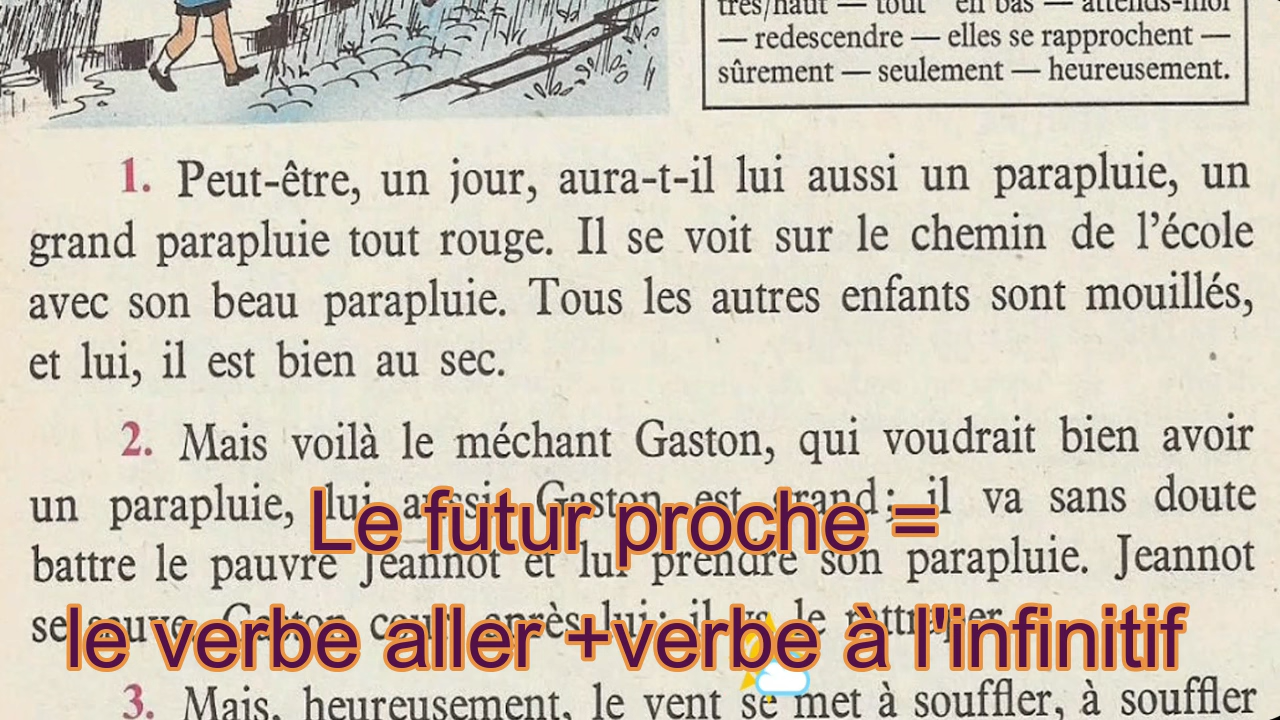 très/haut — tout en bas — attends-moi
— redescendre — elles se rapprochent —
sûrement — seulement — heureusement.
1. Peut-être, un jour, aura-t-il lui aussi un parapluie, un
grand parapluie tout rouge. Il se voit sur le chemin de l'école
avec son beau parapluie. Tous les autres enfants sont mouillés,
et lui, il est bien au sec.
2. Mais voilà le méchant Gaston, qui voudrait bien avoir
un parapluie, lui aussi. Gaston est grand ; il va sans doute
Le futur proche =
battre le pauvre Jeannot et lui prendre son parapluie. Jeannot
se sauve. Gaston court après lui ; il va le rattraper.
le verbe aller +verbe à l'infinitif
3. Mais, heureusement, le vent se met à souffler, à souffler